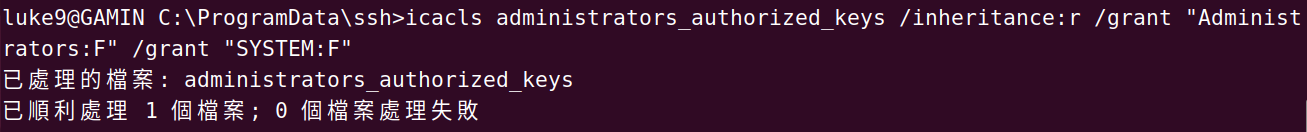 luke9@GAMIN C:\ProgramData\ssh>icacls administrators_authorized_keys /inheritance:r /grant "Administ
rators:F" /grant "SYSTEM:F"
已處理的檔案: administrators_authorized_keys
已順利處理 1 個檔案; 0 個檔案處理失敗